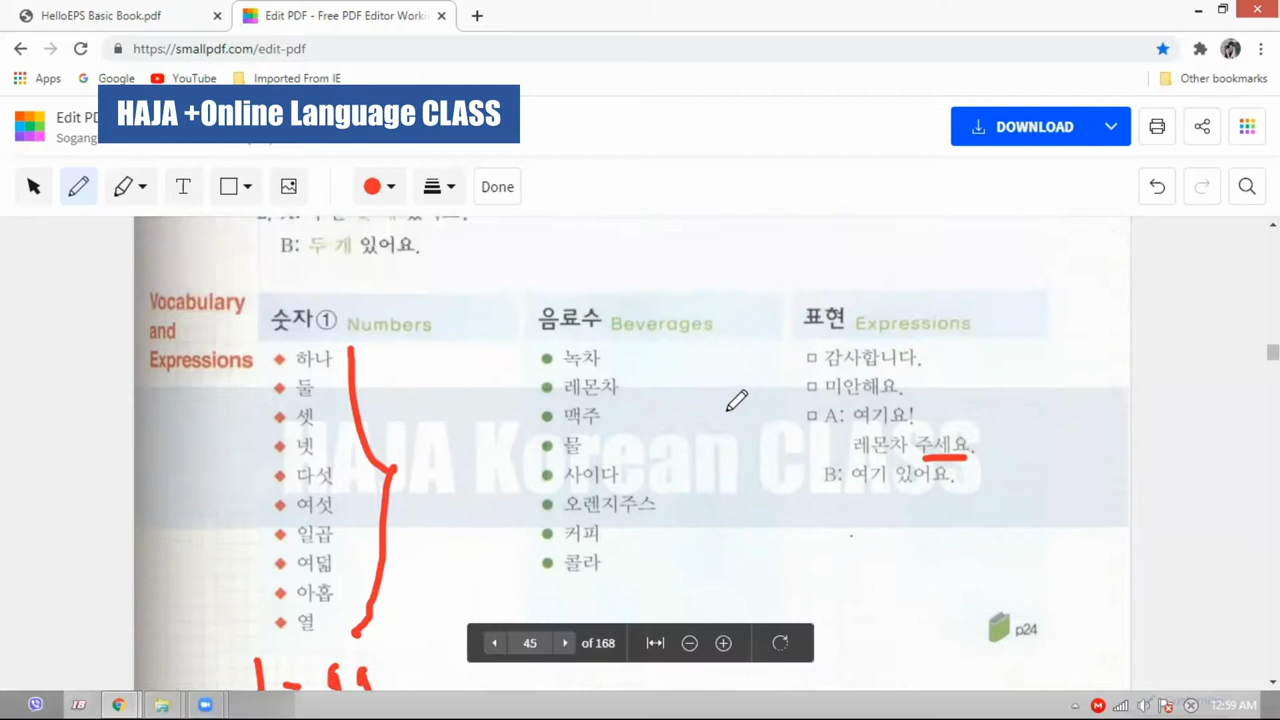 HelloEPS Basic Book.pdf
Edit PDF - Free PDF Editor Worki
https://smallpdf.com/edit-pdf
Apps
Google
YouTube
Imported From IE
Other bookmarks
HAJA +Online Language CLASS
Edit PD
Sogang
DOWNLOAD
T
Done
B: 두 개 있어요.
Vocabulary
and
Expressions
숫자① Numbers
하나
둘
셋
넷
다섯
여섯
일곱
여덟
아홉
열
1 - 99
음료수 Beverages
녹차
레몬차
맥주
물
사이다
오렌지주스
커피
콜라
표현 Expressions
감사합니다.
미안해요.
A: 여기요!
레몬차 주세요.
B: 여기 있어요.
HAJA Korean CLASS
p24
45 of 168
12:59 AM